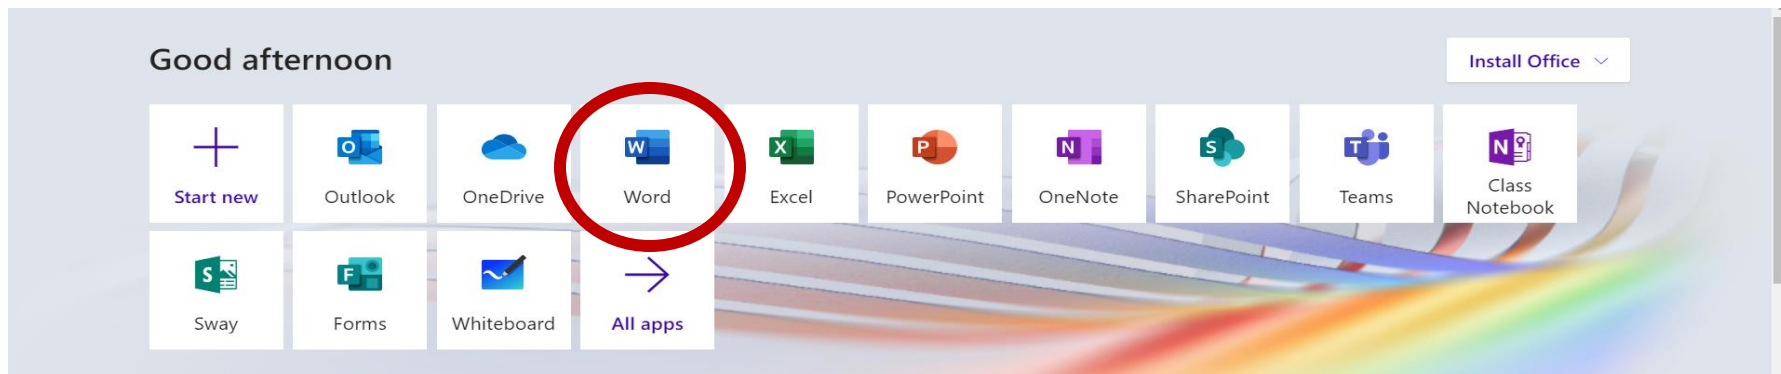 Good afternoon
Install Office
Start new
Outlook
OneDrive
Word
Excel
PowerPoint
OneNote
SharePoint
Teams
Class
Notebook
Sway
Forms
Whiteboard
All apps